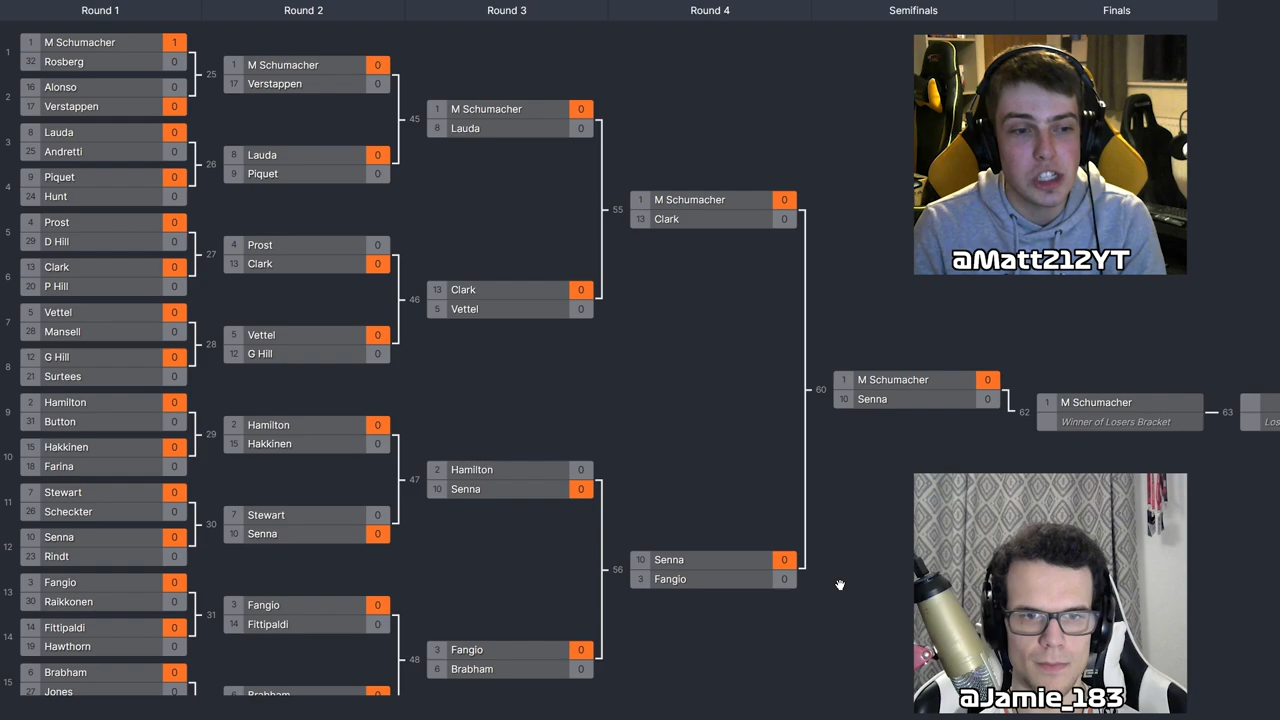 Round 1
Round 2
Round 3
Round 4
Semifinals
Finals
1
1 M Schumacher 1
32 Rosberg 0
2
16 Alonso 0
17 Verstappen 0
3
8 Lauda 0
25 Andretti 0
4
9 Piquet 0
24 Hunt 0
5
4 Prost 0
29 D Hill 0
6
13 Clark 0
20 P Hill 0
7
5 Vettel 0
28 Mansell 0
8
12 G Hill 0
21 Surtees 0
9
2 Hamilton 0
31 Button 0
10
15 Hakkinen 0
18 Farina 0
11
7 Stewart 0
26 Scheckter 0
12
10 Senna 0
23 Rindt 0
13
3 Fangio 0
30 Raikkonen 0
14
14 Fittipaldi 0
19 Hawthorn 0
15
6 Brabham 0
27 Jones 0
25
1 M Schumacher 0
17 Verstappen 0
26
8 Lauda 0
9 Piquet 0
27
4 Prost 0
13 Clark 0
28
5 Vettel 0
12 G Hill 0
29
2 Hamilton 0
15 Hakkinen 0
30
7 Stewart 0
10 Senna 0
31
3 Fangio 0
14 Fittipaldi 0
6 Brabham 0
45
1 M Schumacher 0
8 Lauda 0
46
13 Clark 0
5 Vettel 0
47
2 Hamilton 0
10 Senna 0
48
3 Fangio 0
6 Brabham 0
55
1 M Schumacher 0
13 Clark 0
56
10 Senna 0
3 Fangio 0
60
1 M Schumacher 0
10 Senna 0
62
1 M Schumacher
Winner of Losers Bracket
63
Los
@Matt212YT
@Jamie_183